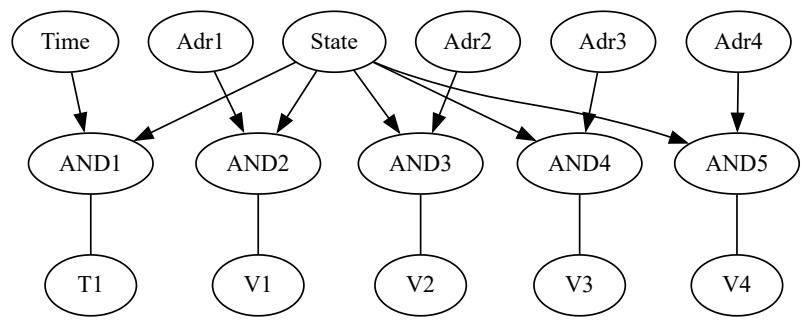 Time
Adr1
State
Adr2
Adr3
Adr4
AND1
AND2
AND3
AND4
AND5
T1
V1
V2
V3
V4